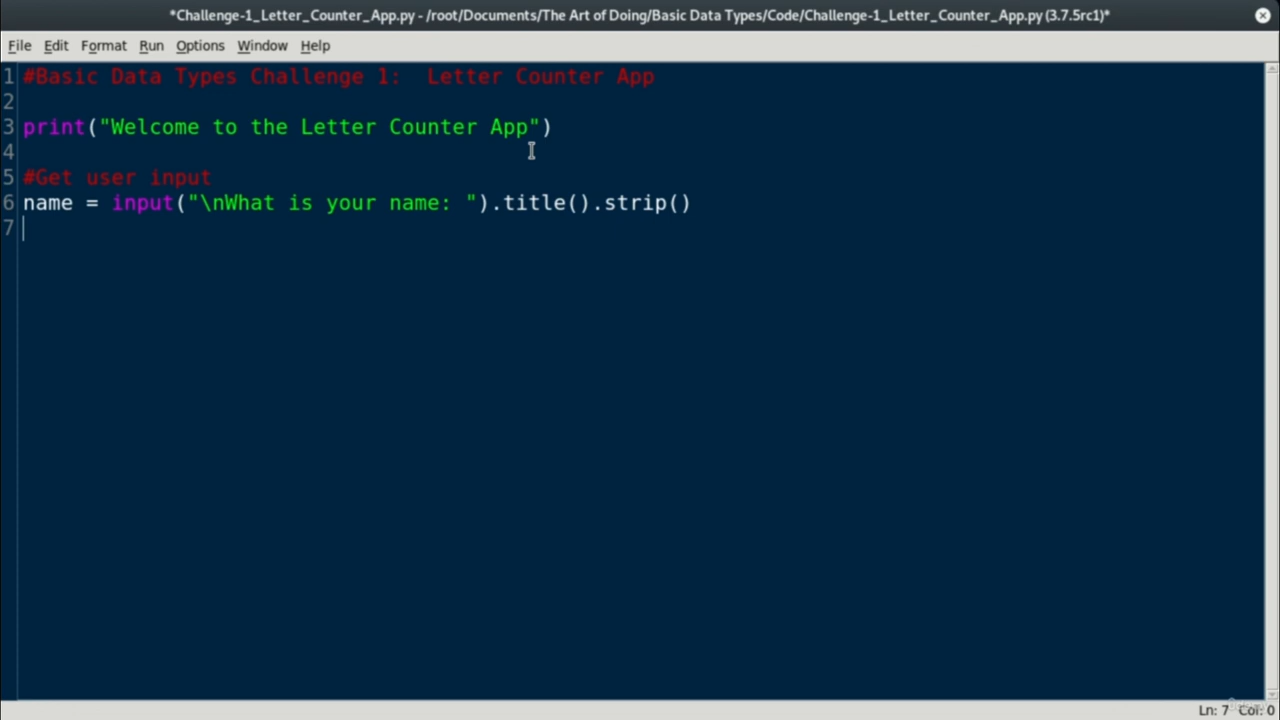 *Challenge-1_Letter_Counter_App.py - /root/Documents/The Art of Doing/Basic Data Types/Code/Challenge-1_Letter_Counter_App.py (3.7.5rc1)*
File Edit Format Run Options Window Help
1 #Basic Data Types Challenge 1:  Letter Counter App
2
3 print("Welcome to the Letter Counter App")
4
5 #Get user input
6 name = input("\nWhat is your name: ").title().strip()
7
Ln: 7 Col: 0